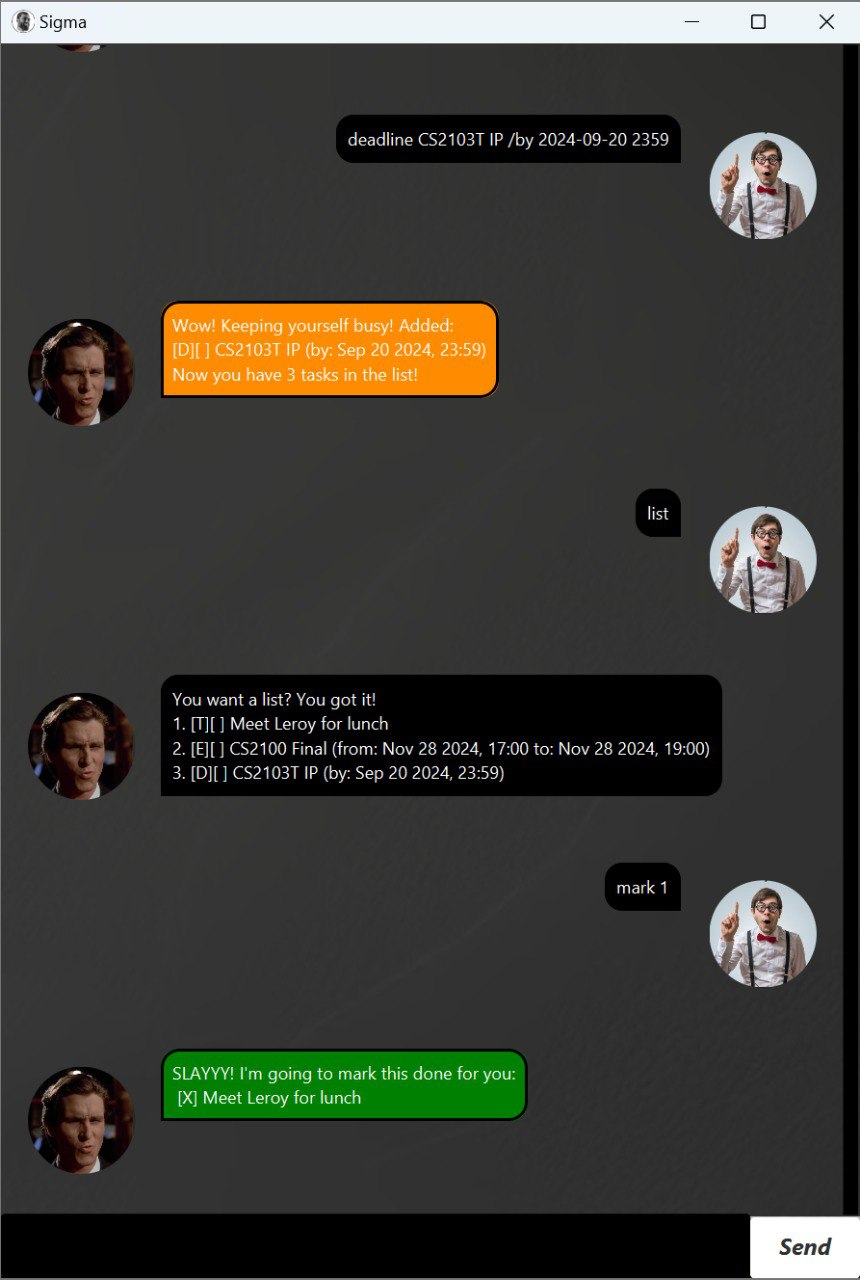 Sigma
deadline CS2103T IP /by 2024-09-20 2359
Wow! Keeping yourself busy! Added:
[D][ ] CS2103T IP (by: Sep 20 2024, 23:59)
Now you have 3 tasks in the list!
list
You want a list? You got it!
1. [T][ ] Meet Leroy for lunch
2. [E][ ] CS2100 Final (from: Nov 28 2024, 17:00 to: Nov 28 2024, 19:00)
3. [D][ ] CS2103T IP (by: Sep 20 2024, 23:59)
mark 1
SLAYYY! I'm going to mark this done for you:
[X] Meet Leroy for lunch
Send